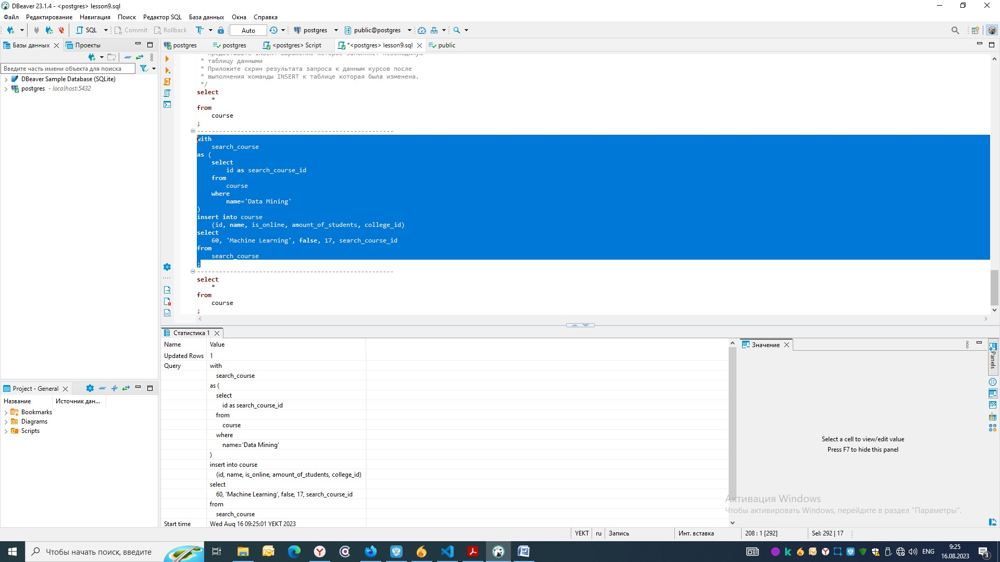 DBeaver 23.1.4 - <postgres> lesson9.sql
Файл Редактирование Навигация Поиск Редактор SQL База данных Окна Справка
SQL Commit Rollback Auto postgres public@postgres
Базы данных Проекты
postgres postgres <postgres> Script *<postgres> lesson9.sql public
Введите часть имени объекта для поиска
DBeaver Sample Database (SQLite)
postgres - localhost:5432
* таблицу данными
* Приложите скрин результата запроса к данным курсов после
* выполнения команды INSERT к таблице которая была изменена.
*/
select
*
from
course
;
------------------------------------------------------
with
search_course
as (
select
id as search_course_id
from
course
where
name='Data Mining'
)
insert into course
(id, name, is_online, amount_of_students, college_id)
select
60, 'Machine Learning', false, 17, search_course_id
from
search_course
;
------------------------------------------------------
select
*
from
course
;
Статистика 1
Name Value
Updated Rows 1
Query with
search_course
as (
select
id as search_course_id
from
course
where
name='Data Mining'
)
insert into course
(id, name, is_online, amount_of_students, college_id)
select
60, 'Machine Learning', false, 17, search_course_id
from
search_course
Start time Wed Aug 16 09:25:01 YEKT 2023
Значение
Panels
Select a cell to view/edit value
Press F7 to hide this panel
Активация Windows
Чтобы активировать Windows, перейдите в раздел "Параметры".
Project - General
Название Источник дан...
Bookmarks
Diagrams
Scripts
YEKT ru Запись Инт. вставка 208 : 1 [292] Sel: 292 | 17
Чтобы начать поиск, введите
ENG
9:25
16.08.2023
3